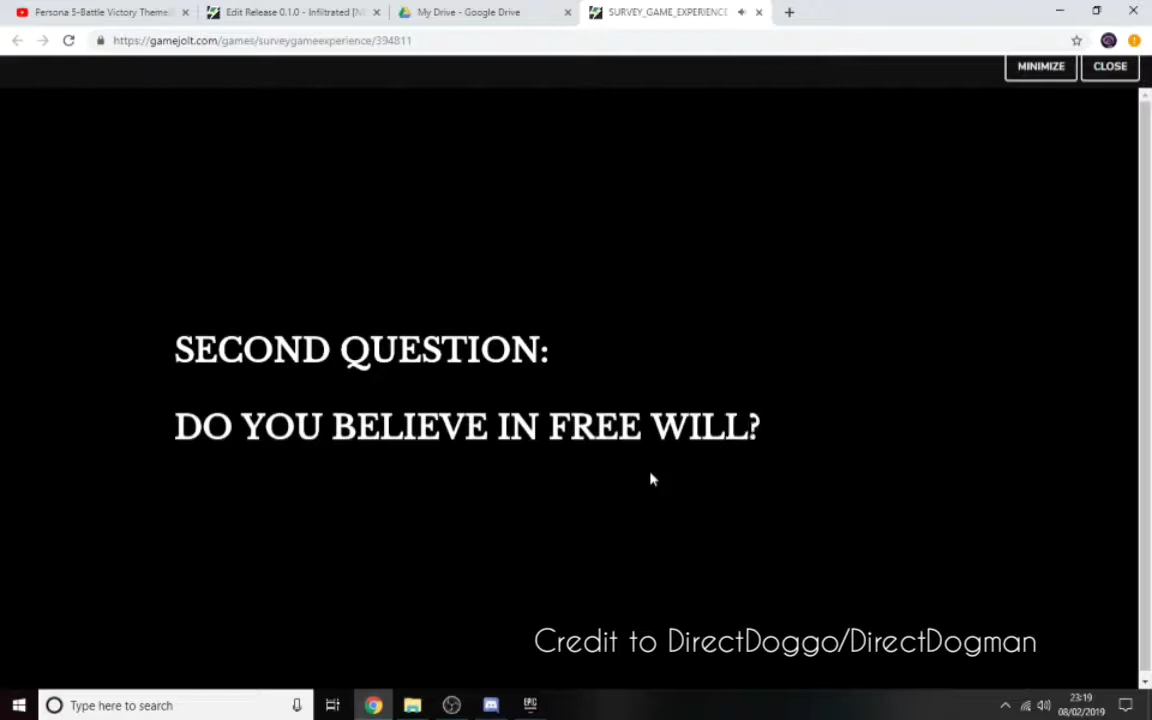 Persona 5-Battle Victory Theme
Edit Release 0.1.0 - Infiltrated [N
My Drive - Google Drive
SURVEY_GAME_EXPERIENCE
https://gamejolt.com/games/surveygameexperience/394811
MINIMIZE
CLOSE
SECOND QUESTION:
DO YOU BELIEVE IN FREE WILL?
Credit to DirectDoggo/DirectDogman
Type here to search
EPIC
23:19
08/02/2019